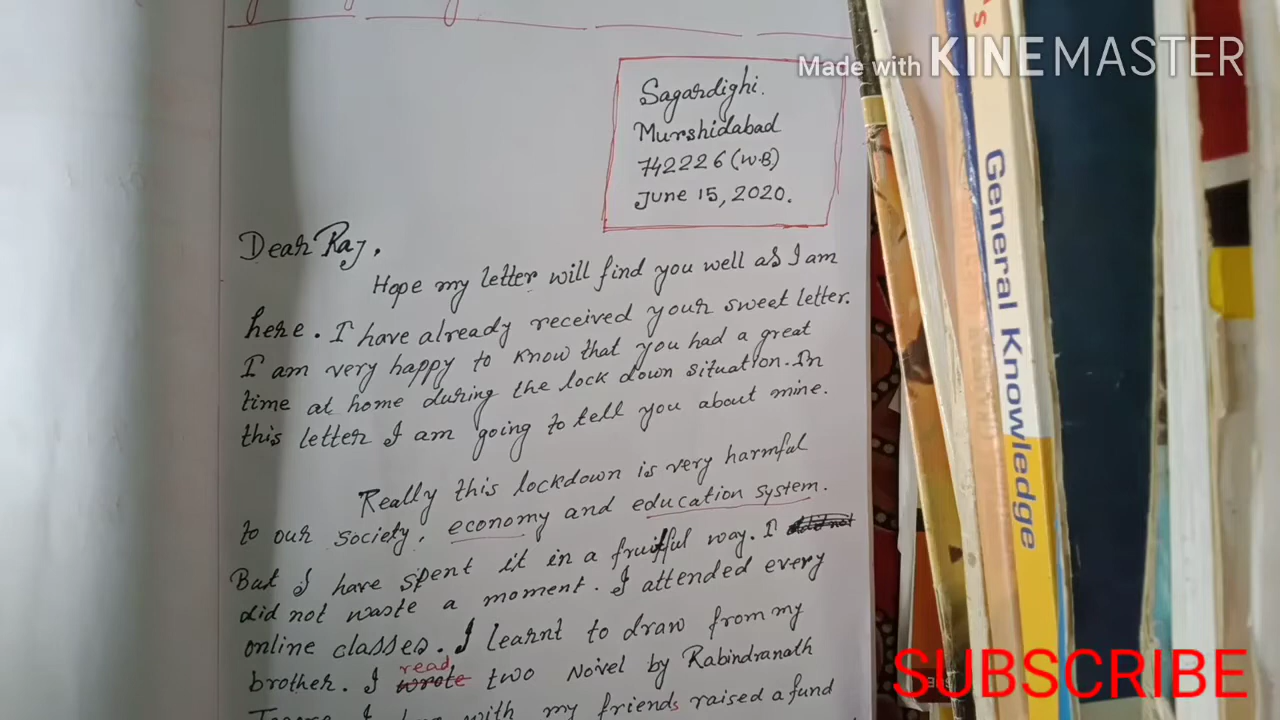 Made with KINEMASTER
Sagardighi.
Murshidabad
742226 (W.B)
June 15, 2020.
Dear Raj,
Hope my letter will find you well as I am
here. I have already received your sweet letter.
I am very happy to know that you had a great
time at home during the lock down situation. In
this letter I am going to tell you about mine.
Really this lockdown is very harmful
to our society, economy and education system.
But I have spent it in a fruitful way. I did not
did not waste a moment. I attended every
online classes. I learnt to draw from my
read
brother. I wrote two Novel by Rabindranath
with my friends raised a fund
General Knowledge
SUBSCRIBE